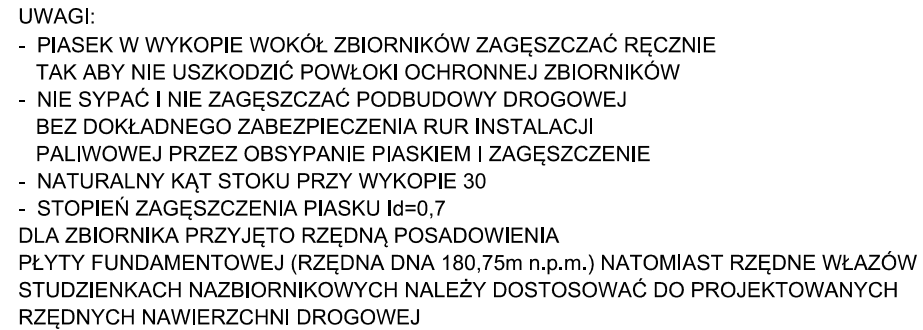 UWAGI:
- PIASEK W WYKOPIE WOKÓŁ ZBIORNIKÓW ZAGĘSZCZAĆ RĘCZNIE
TAK ABY NIE USZKODZIĆ POWŁOKI OCHRONNEJ ZBIORNIKÓW
- NIE SYPAĆ I NIE ZAGĘSZCZAĆ PODBUDOWY DROGOWEJ
BEZ DOKŁADNEGO ZABEZPIECZENIA RUR INSTALACJI
PALIWOWEJ PRZEZ OBSYPANIE PIASKIEM I ZAGĘSZCZENIE
- NATURALNY KĄT STOKU PRZY WYKOPIE 30
- STOPIEŃ ZAGĘSZCZENIA PIASKU Id=0,7
DLA ZBIORNIKA PRZYJĘTO RZĘDNĄ POSADOWIENIA
PŁYTY FUNDAMENTOWEJ (RZĘDNA DNA 180,75m n.p.m.) NATOMIAST RZĘDNE WŁAZÓW
STUDZIENKACH NAZBIORNIKOWYCH NALEŻY DOSTOSOWAĆ DO PROJEKTOWANYCH
RZĘDNYCH NAWIERZCHNI DROGOWEJ